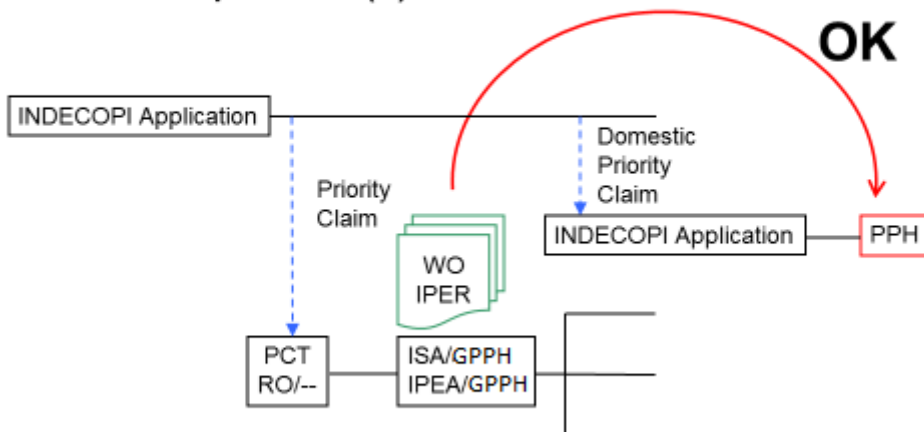 OK
INDECOPI Application
Domestic
Priority
Claim
Priority
Claim
INDECOPI Application
PPH
WO
IPER
PCT
RO/--
ISA/GPPH
IPEA/GPPH